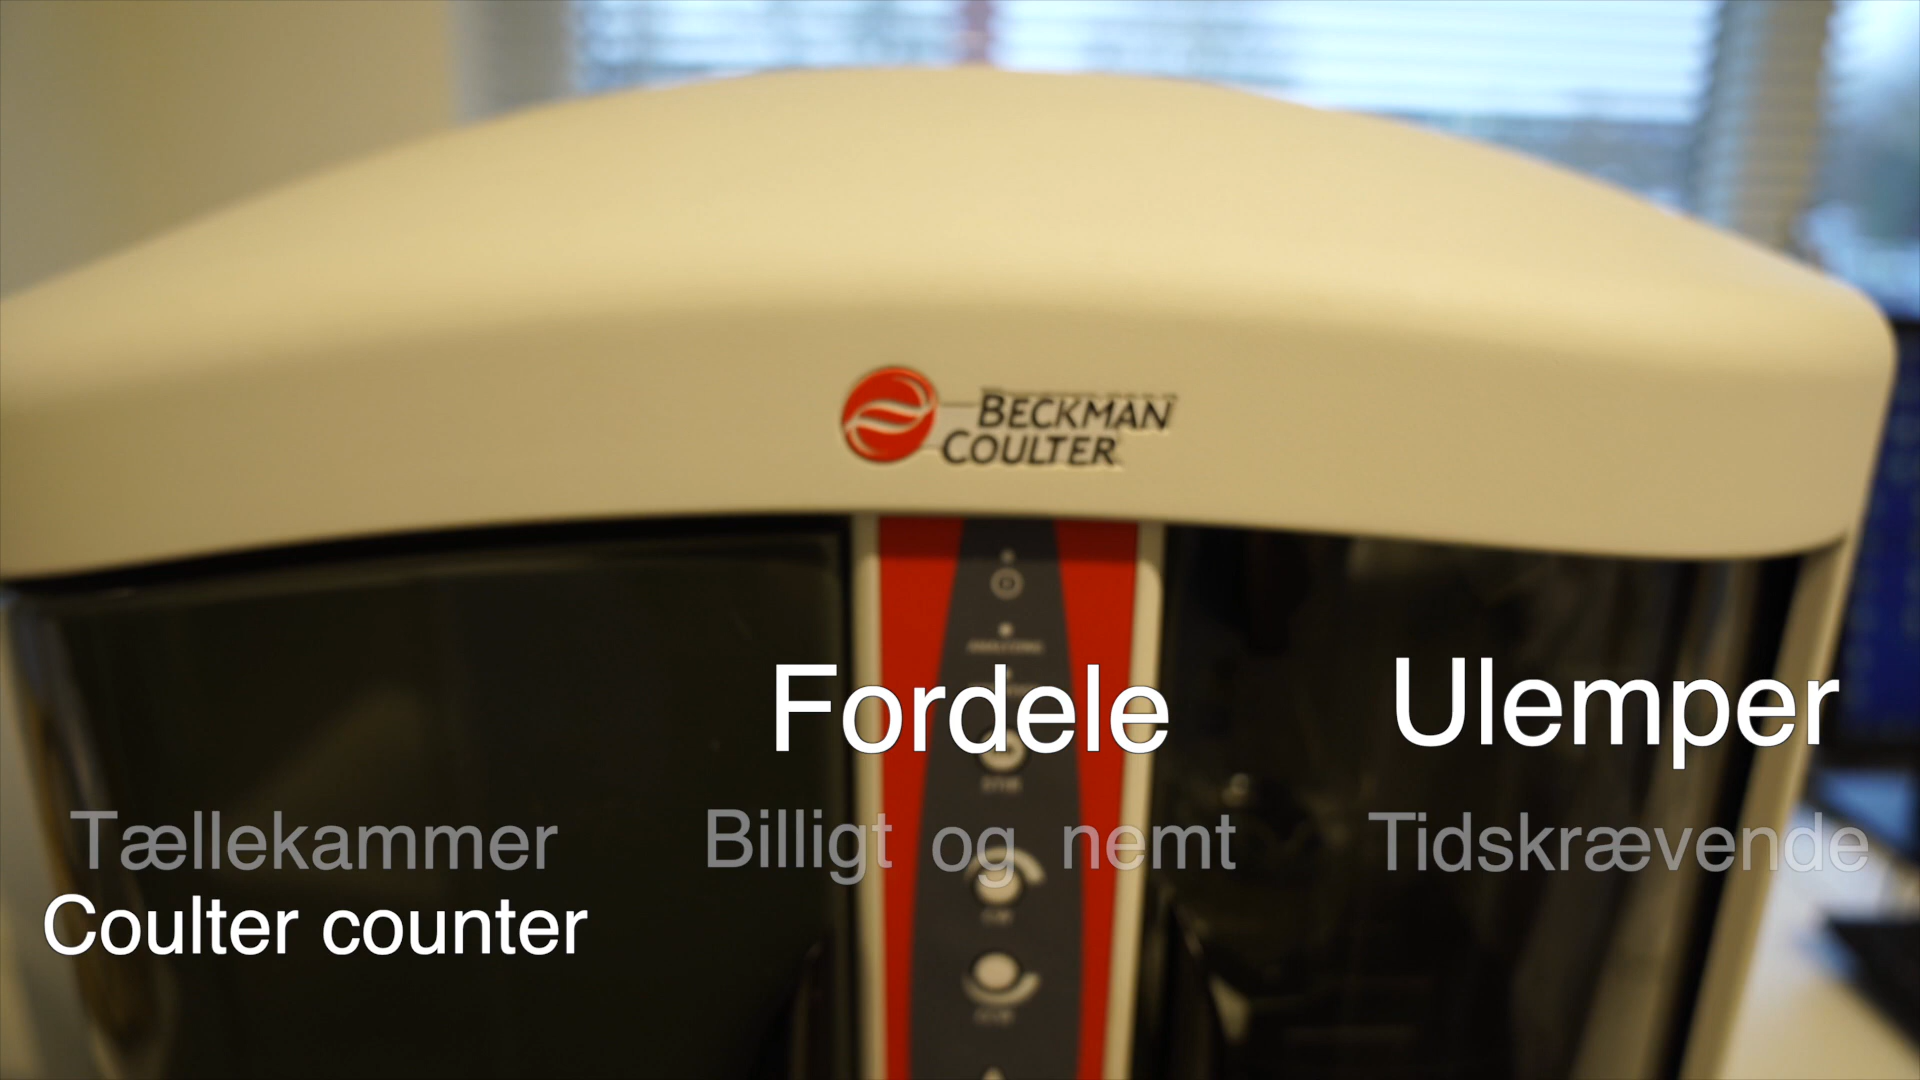 BECKMAN
COULTER
Fordele Ulemper
Tællekammer Billigt og nemt Tidskrævende
Coulter counter